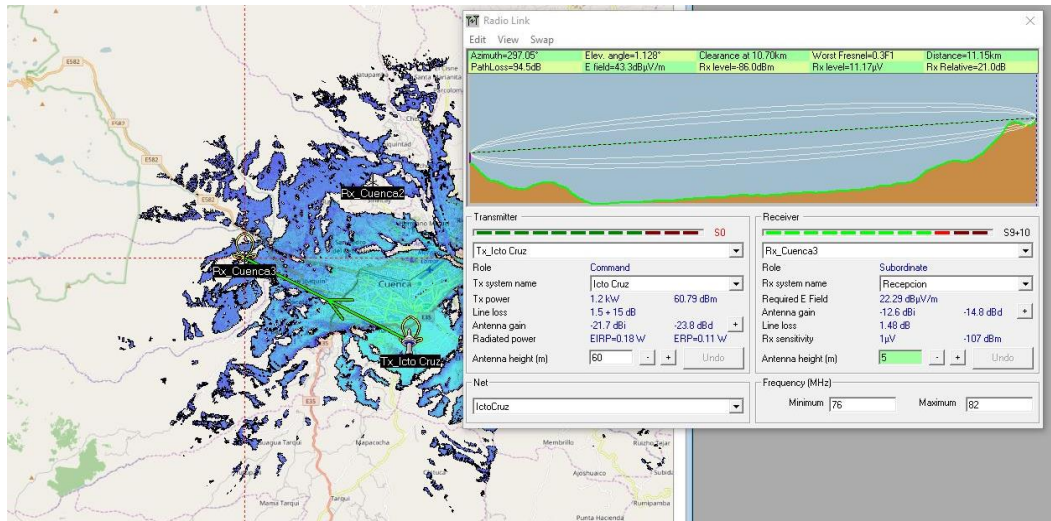 Radio Link
Edit View Swap
Azimuth=297.05° Elev. angle=1.128° Clearance at 10.70km Worst Fresnel=0.3F1 Distance=11.15km
PathLoss=94.5dB E field=43.3dBµV/m Rx level=-86.0dBm Rx level=11.17µV Rx Relative=21.0dB
Transmitter
S0
Tx_Icto Cruz
Role Command
Tx system name Icto Cruz
Tx power 1.2 kW 60.79 dBm
Line loss 1.5 + 15 dB
Antenna gain -21.7 dBi -23.8 dBd +
Radiated power EIRP=0.18 W ERP=0.11 W
Antenna height (m) 60 - + Undo
Net
IctoCruz
Receiver
S9+10
Rx_Cuenca3
Role Subordinate
Rx system name Recepcion
Required E Field 22.29 dBµV/m
Antenna gain -12.6 dBi -14.8 dBd +
Line loss 1.48 dB
Rx sensitivity 1µV -107 dBm
Antenna height (m) 5 - + Undo
Frequency (MHz)
Minimum 76 Maximum 82
E582
E582
E582
E582
Rx_Cuenca2
Rx_Cuenca3
Cuenca
E35
Tx_Icto Cruz
E35
Mapacocha
Membrillo
Tarqui
Mama Tarqui
Rumipamba
Punta Hacienda